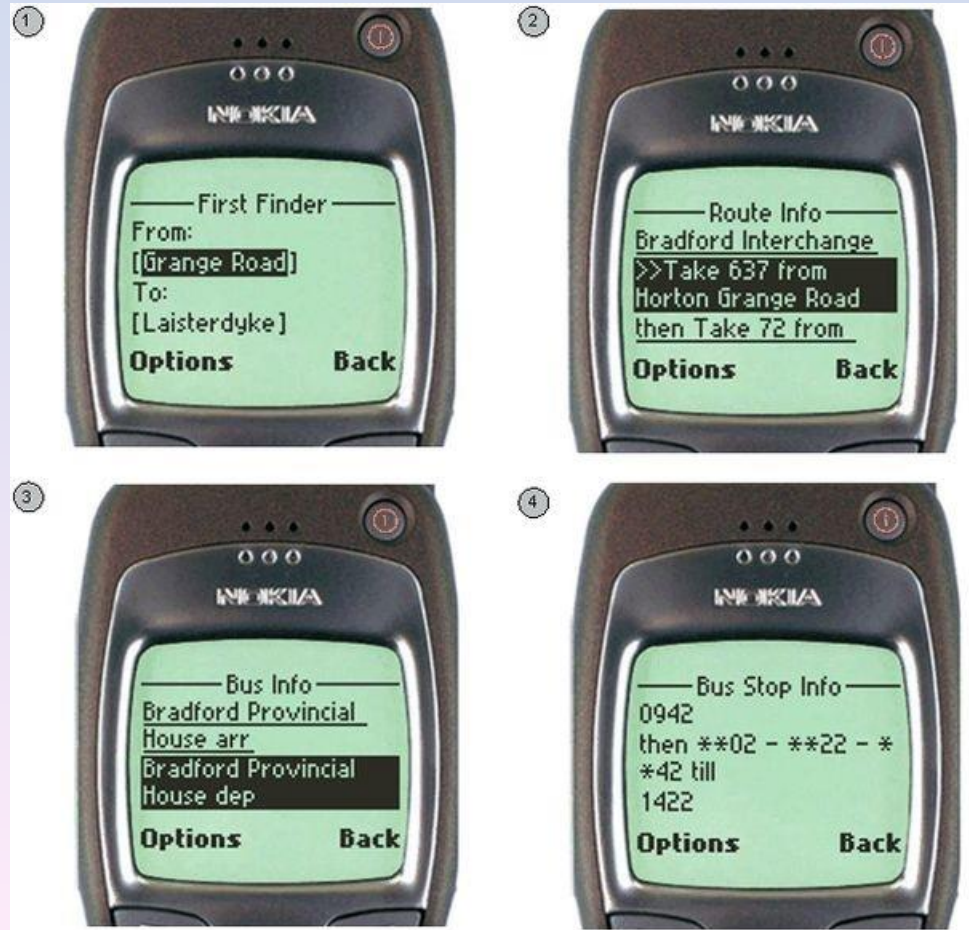 1
NOKIA
First Finder
From:
[Grange Road]
To:
[Laisterdyke]
Options Back
2
NOKIA
Route Info
Bradford Interchange
>>Take 637 from
Horton Grange Road
then Take 72 from
Options Back
3
NOKIA
Bus Info
Bradford Provincial
House arr
Bradford Provincial
House dep
Options Back
4
NOKIA
Bus Stop Info
0942
then **02 - **22 - *
*42 till
1422
Options Back